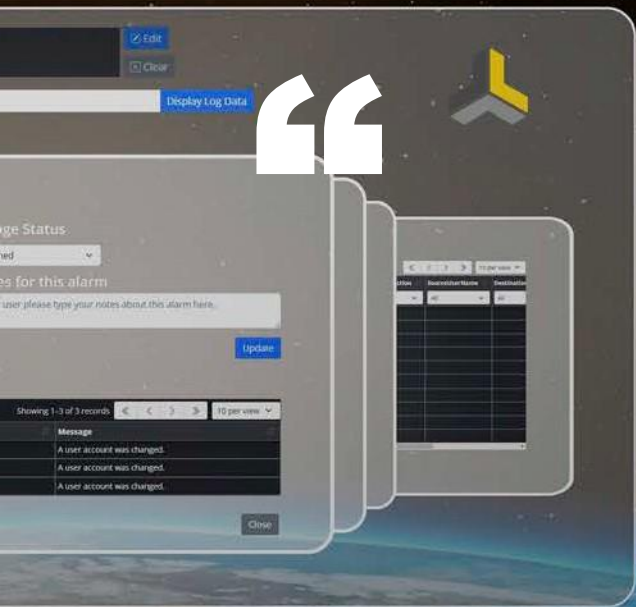 Edit
Clear
Display Log Data
“
ge Status
ned
es for this alarm
user please type your notes about this alarm here.
Update
Showing 1-3 of 3 records
10 per view
Message
A user account was changed.
A user account was changed.
A user account was changed.
Close
10 per view
ction SourceUserName Destination
All All